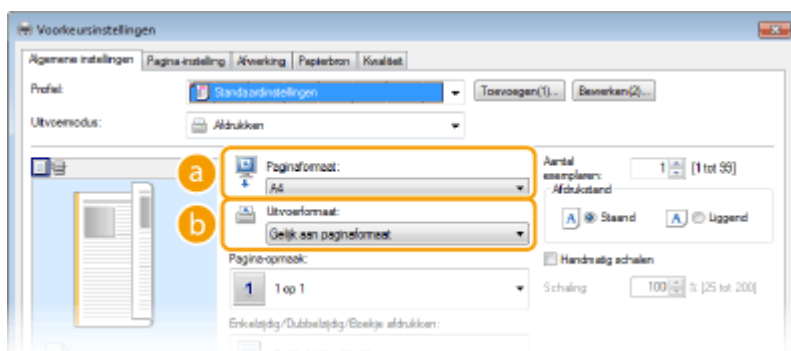 Voorkeursinstellingen
Algemene instellingen Pagina-instelling Afwerking Papierbron Kwaliteit
Profiel: Standaardinstellingen Toevoegen(1)... Bewerken(2)...
Uitvoermodus: Afdrukken
a Paginaformaat:
A4
Aantal exemplaren: 1 [1 tot 99]
b Uitvoerformaat:
Gelijk aan paginaformaat
Afdrukstand
A Staand A Liggend
Pagina-opmaak:
1 1 op 1
Handmatig schalen
Schaling: 100 % [25 tot 200]
Enkelzijdig/Dubbelzijdig/Boekje afdrukken: